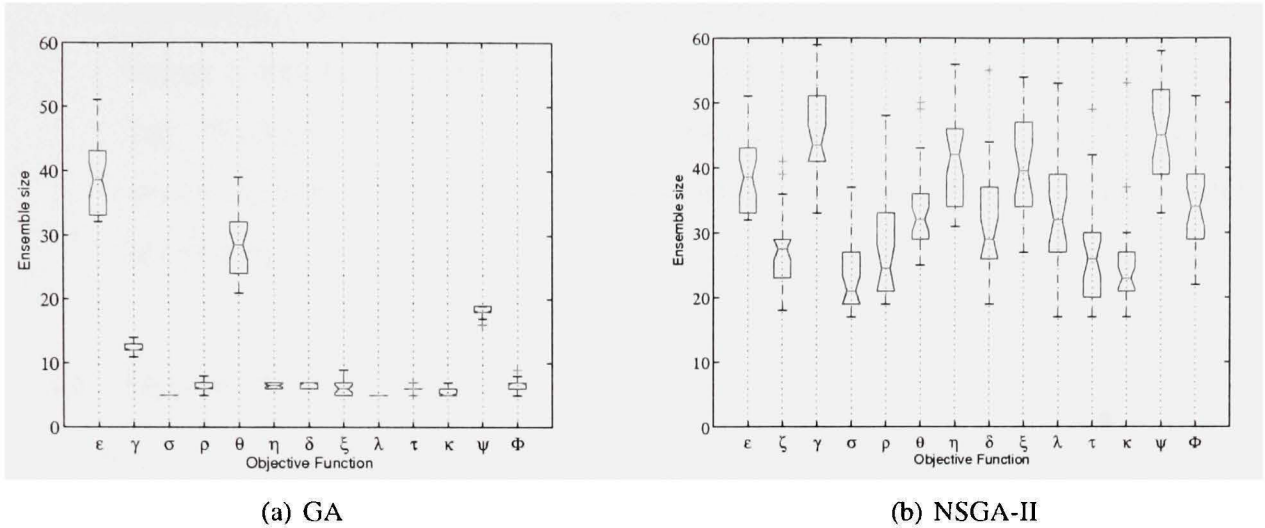 60
50
40
30
20
10
0
Ensemble size
ε γ σ ρ θ η δ ξ λ τ κ ψ Φ
Objective Function
(a) GA
60
50
40
30
20
10
0
Ensemble size
ε ζ γ σ ρ θ η δ ξ λ τ κ ψ Φ
Objective Function
(b) NSGA-II